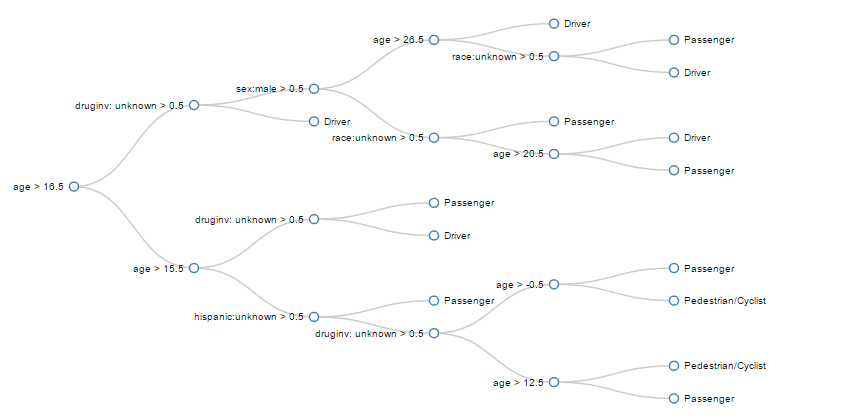 Driver
age > 26.5
Passenger
race:unknown > 0.5
Driver
sex:male > 0.5
druginv: unknown > 0.5
Driver
Passenger
race:unknown > 0.5
Driver
age > 20.5
Passenger
age > 16.5
Passenger
druginv: unknown > 0.5
Driver
age > 15.5
Passenger
age > -0.5
Passenger
Pedestrian/Cyclist
hispanic:unknown > 0.5
druginv: unknown > 0.5
Pedestrian/Cyclist
age > 12.5
Passenger